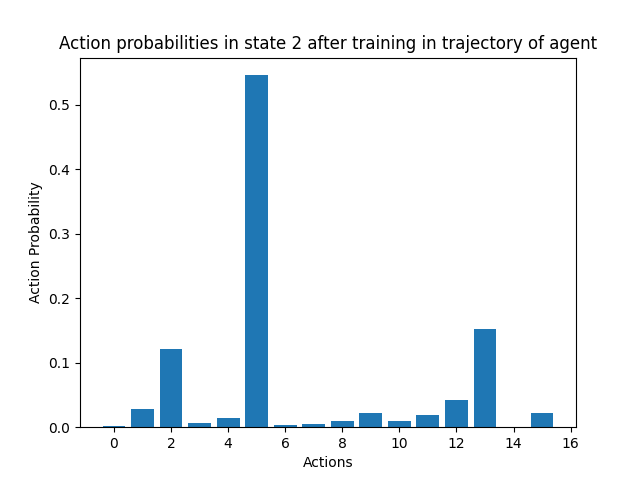 Action probabilities in state 2 after training in trajectory of agent
0.5
0.4
0.3
0.2
0.1
0.0
Action Probability
0 2 4 6 8 10 12 14 16
Actions